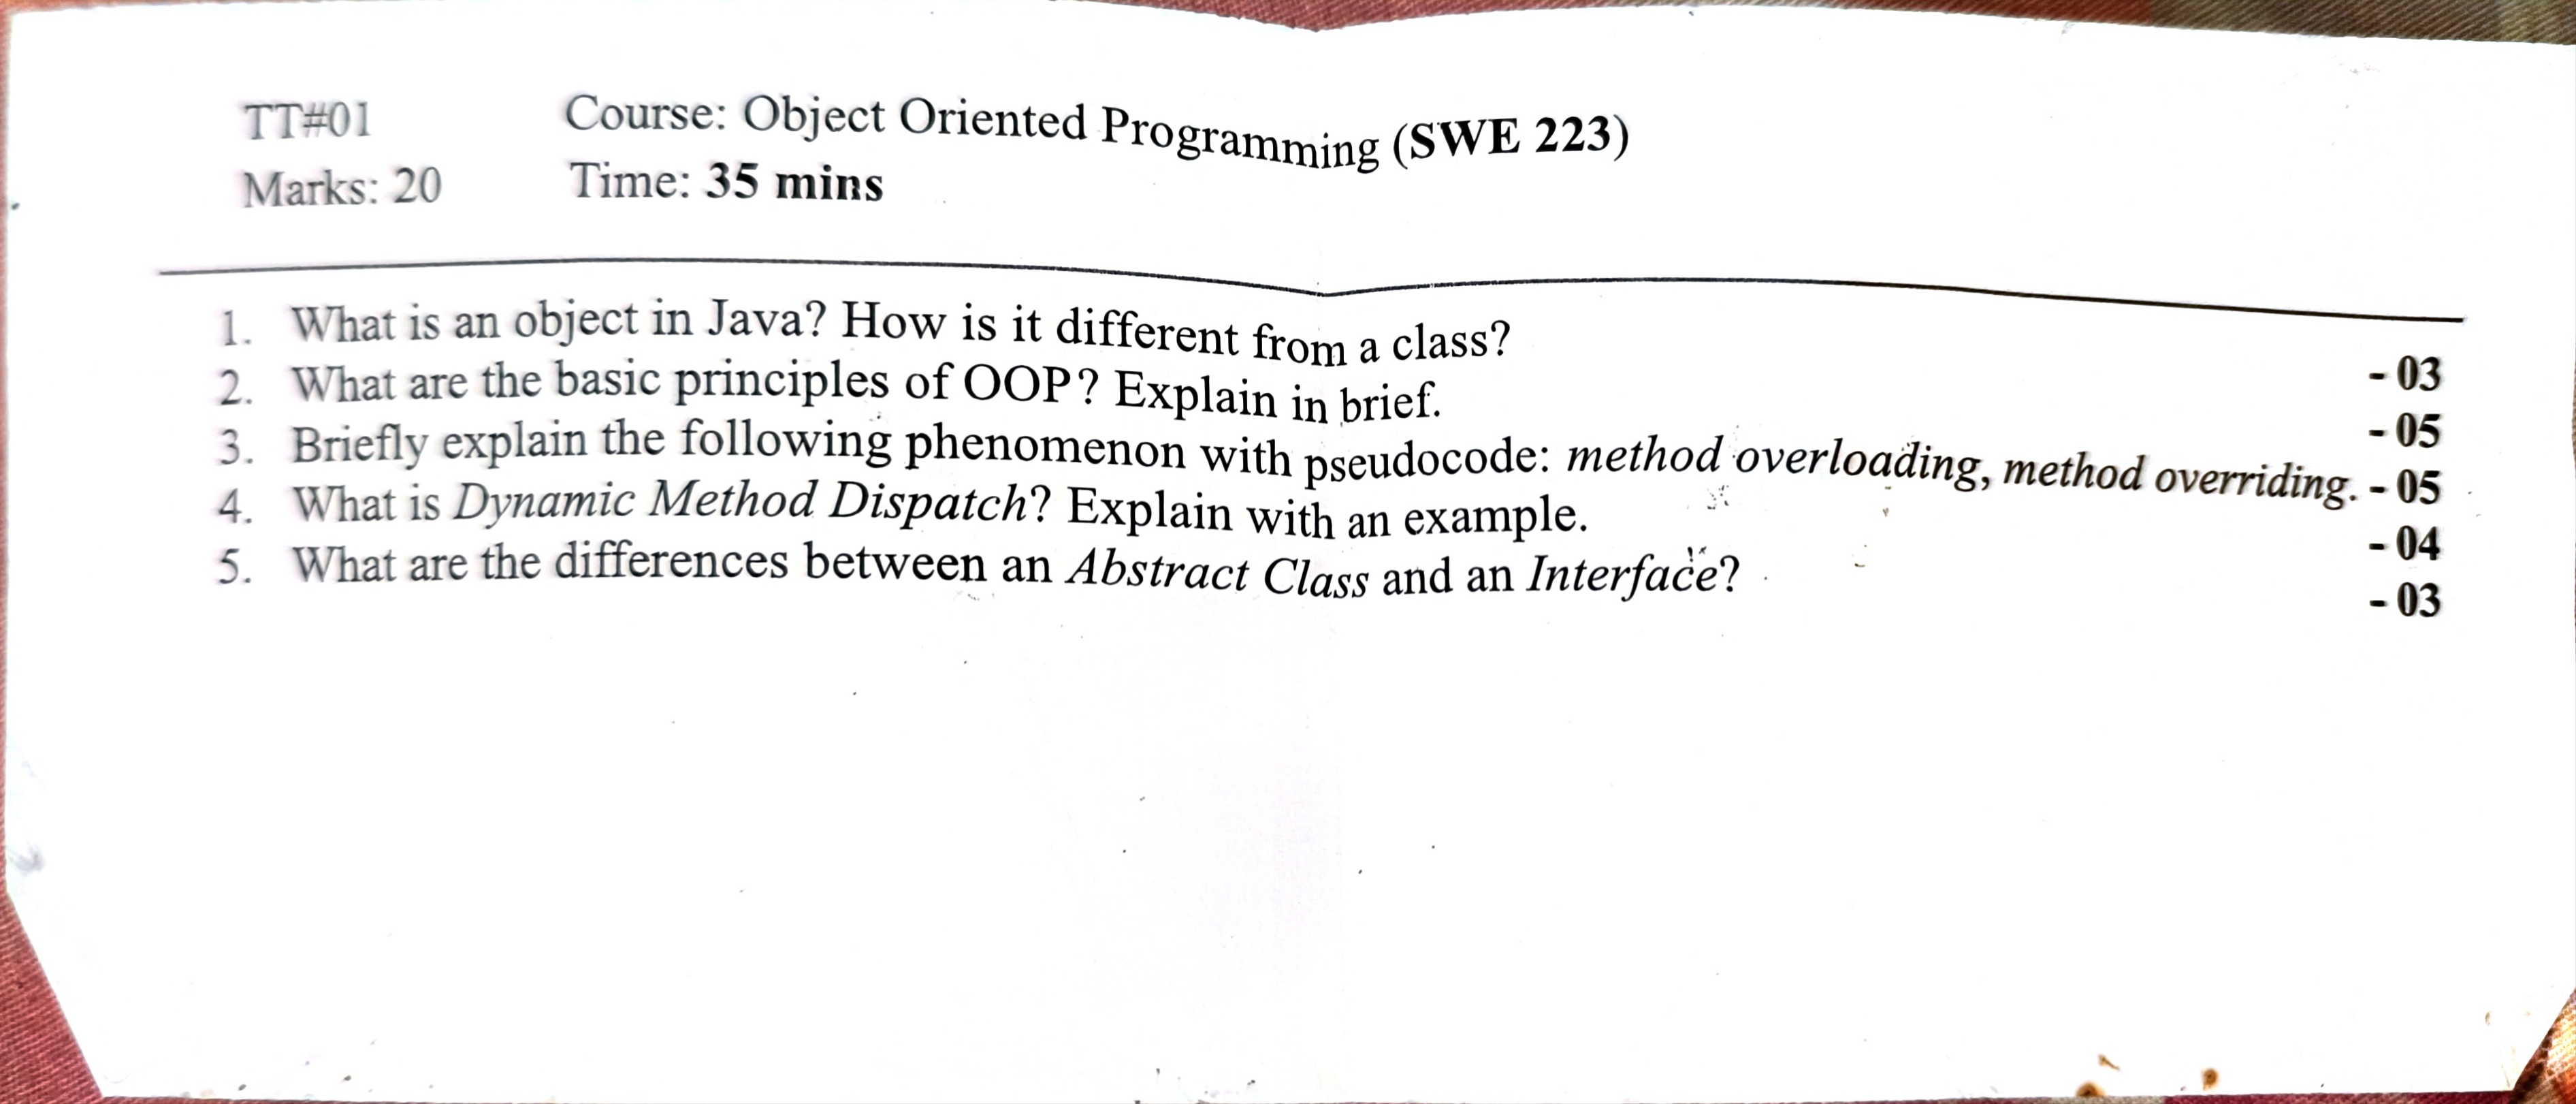 TT#01 Course: Object Oriented Programming (SWE 223)
Marks: 20 Time: 35 mins
1. What is an object in Java? How is it different from a class? - 03
2. What are the basic principles of OOP? Explain in brief. - 05
3. Briefly explain the following phenomenon with pseudocode: method overloading, method overriding. - 05
4. What is Dynamic Method Dispatch? Explain with an example. - 04
5. What are the differences between an Abstract Class and an Interface? - 03